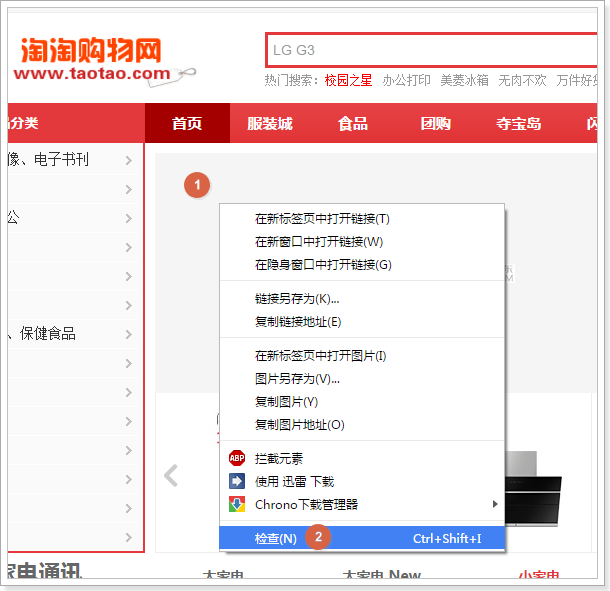 淘淘购物网
www.taotao.com
LG G3
热门搜索: 校园之星 办公打印 美菱冰箱 无肉不欢 万件好
分类
首页 服装城 食品 团购 夺宝岛 闪
像、电子书刊
公
、保健食品
1
在新标签页中打开链接(T)
在新窗口中打开链接(W)
在隐身窗口中打开链接(G)
链接另存为(K)...
复制链接地址(E)
在新标签页中打开图片(I)
图片另存为(V)...
复制图片(Y)
复制图片地址(O)
ABP 拦截元素
使用 迅雷 下载
Chrono下载管理器
检查(N) 2 Ctrl+Shift+I
家电通讯 大家电 大家电 New 小家电